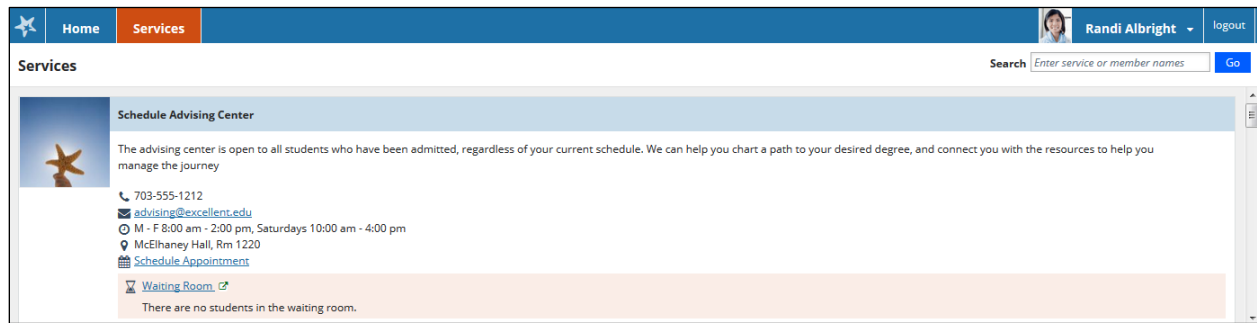 Home Services Randi Albright logout
Services Search Enter service or member names Go
Schedule Advising Center
The advising center is open to all students who have been admitted, regardless of your current schedule. We can help you chart a path to your desired degree, and connect you with the resources to help you
manage the journey
703-555-1212
advising@excellent.edu
M - F 8:00 am - 2:00 pm, Saturdays 10:00 am - 4:00 pm
McElhaney Hall, Rm 1220
Schedule Appointment
Waiting Room
There are no students in the waiting room.